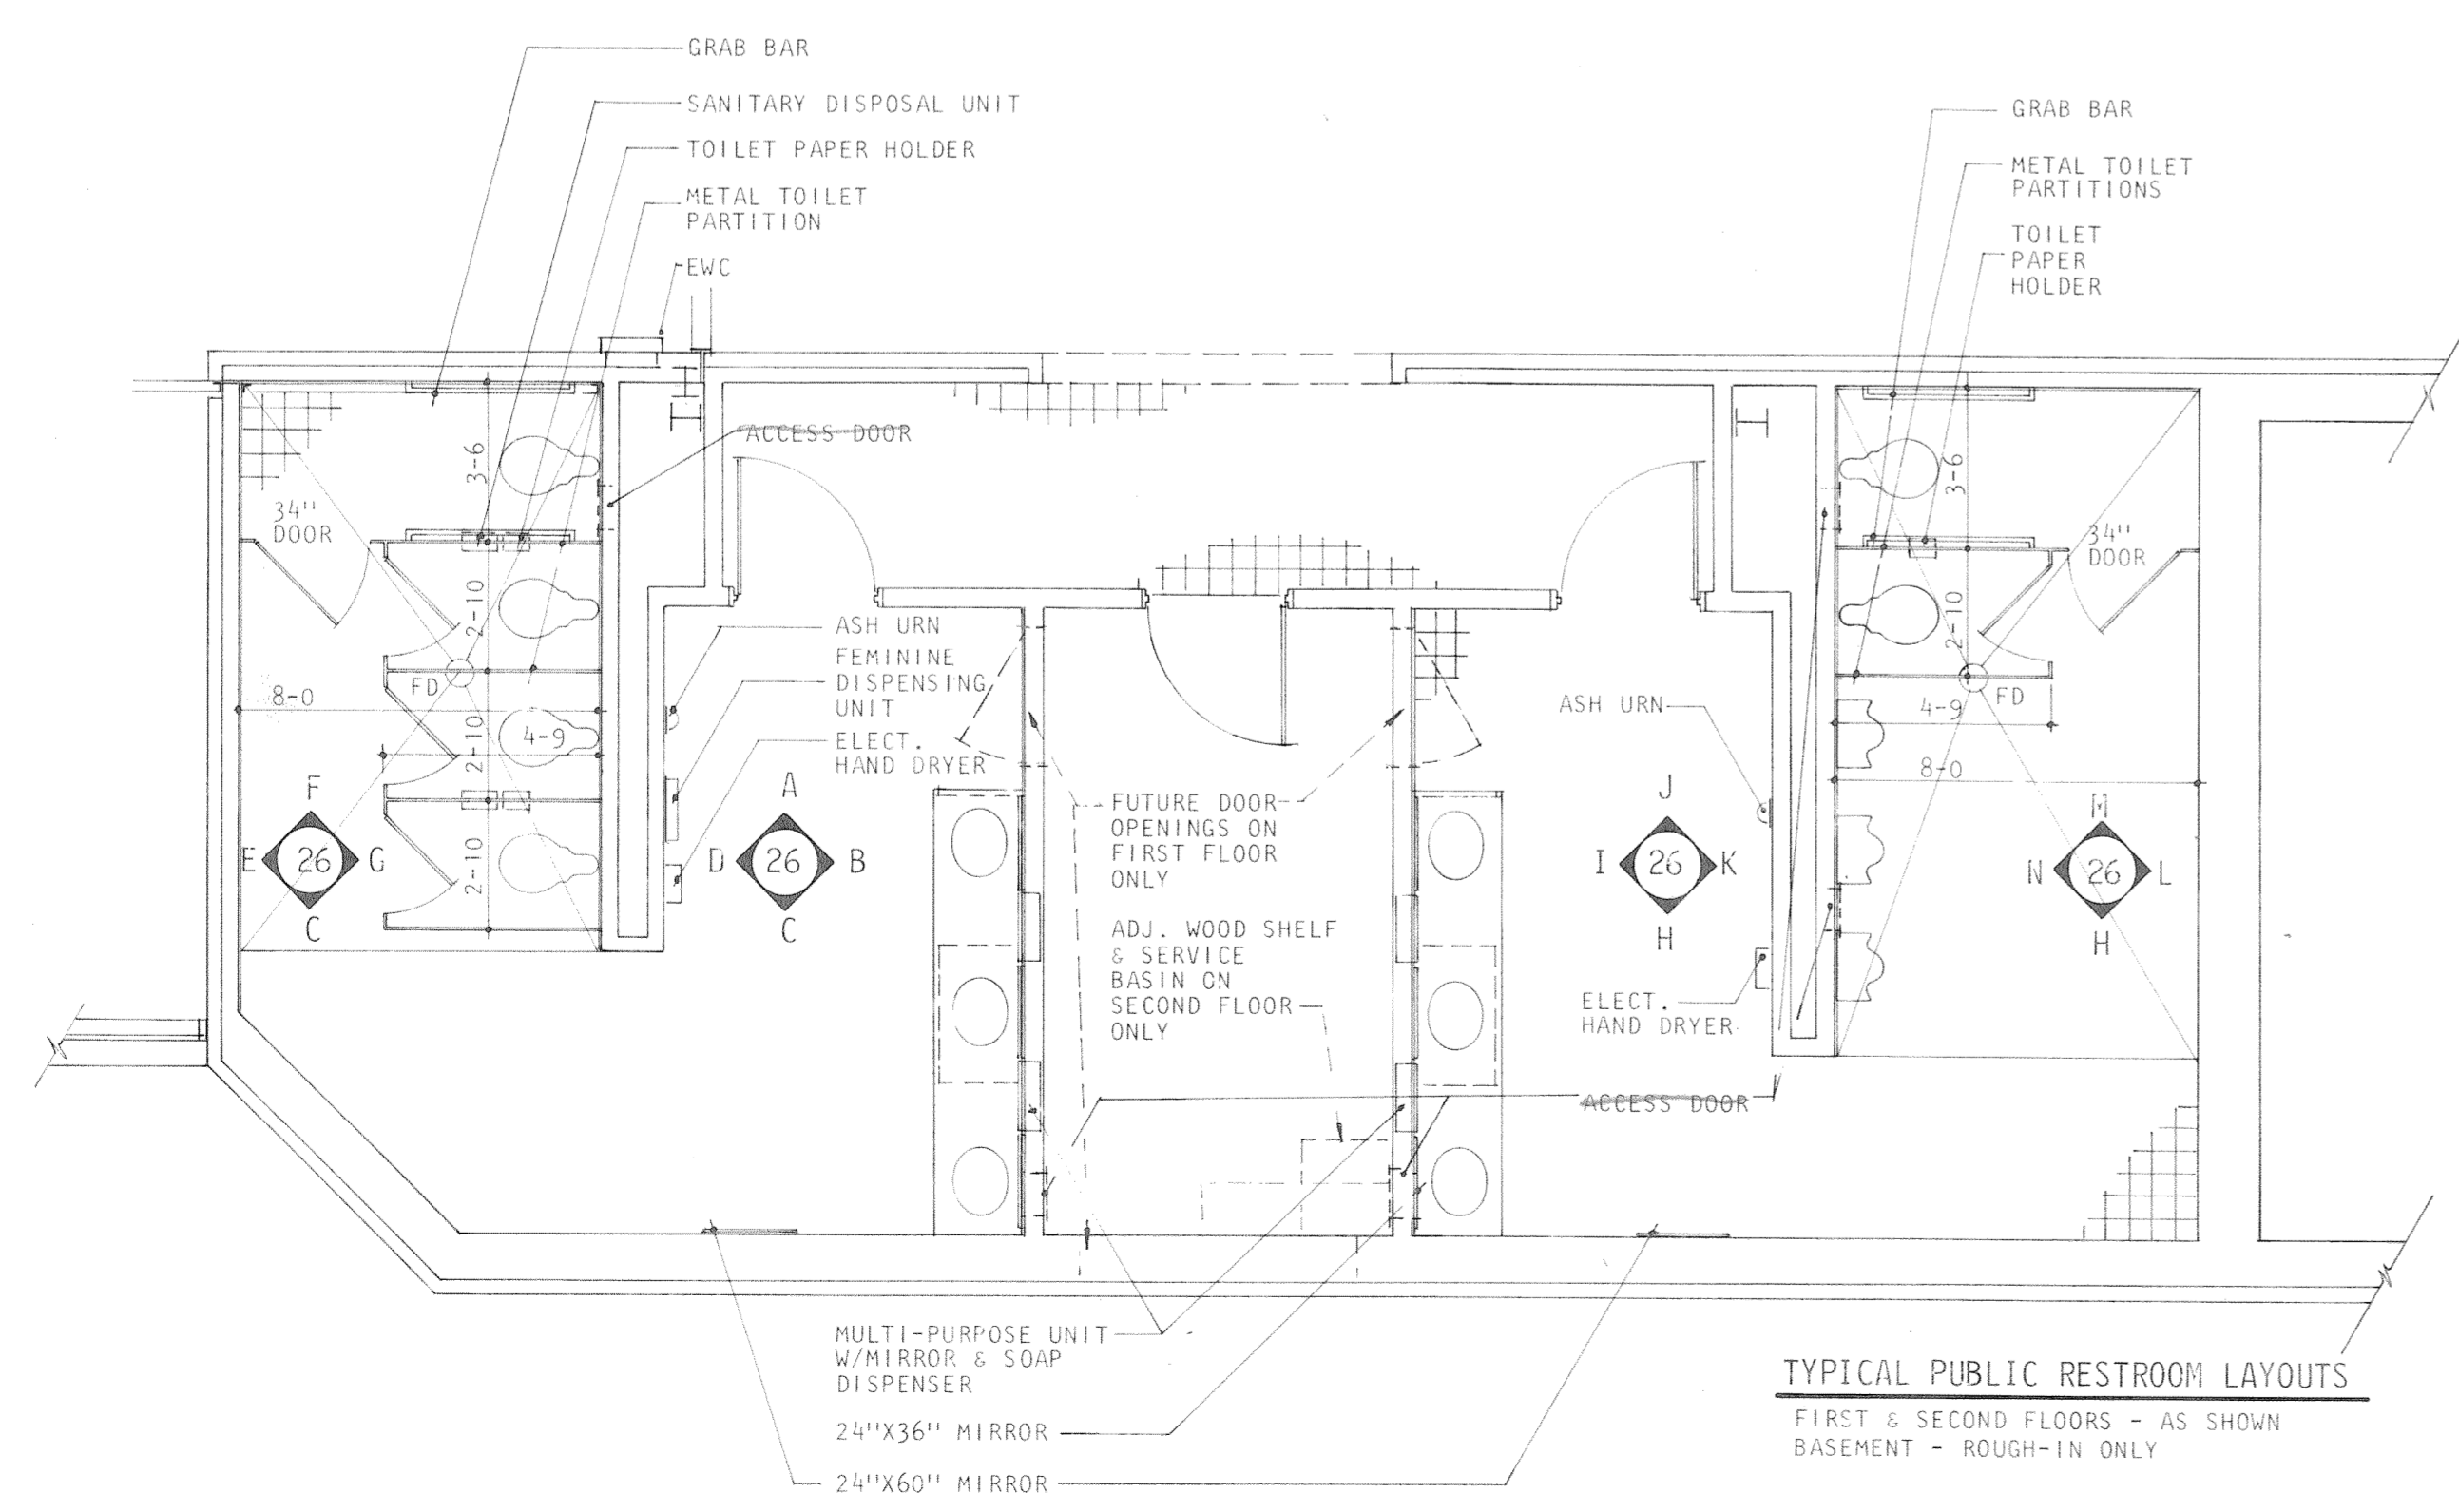 GRAB BAR
SANITARY DISPOSAL UNIT
TOILET PAPER HOLDER
METAL TOILET
PARTITION
EWC
GRAB BAR
METAL TOILET
PARTITIONS
TOILET
PAPER
HOLDER
ACCESS DOOR
3-6
34"
DOOR
2-10
FD
8-0
2-10
4-9
2-10
F
E 26 G
C
ASH URN
FEMININE
DISPENSING
UNIT
ELECT.
HAND DRYER
A
D 26 B
C
FUTURE DOOR
OPENINGS ON
FIRST FLOOR
ONLY
ADJ. WOOD SHELF
& SERVICE
BASIN ON
SECOND FLOOR
ONLY
ASH URN
J
I 26 K
H
ELECT.
HAND DRYER
ACCESS DOOR
3-6
34"
DOOR
2-10
FD
4-9
8-0
M
N 26 L
H
MULTI-PURPOSE UNIT
W/MIRROR & SOAP
DISPENSER
24"X36" MIRROR
24"X60" MIRROR
TYPICAL PUBLIC RESTROOM LAYOUTS
FIRST & SECOND FLOORS - AS SHOWN
BASEMENT - ROUGH-IN ONLY